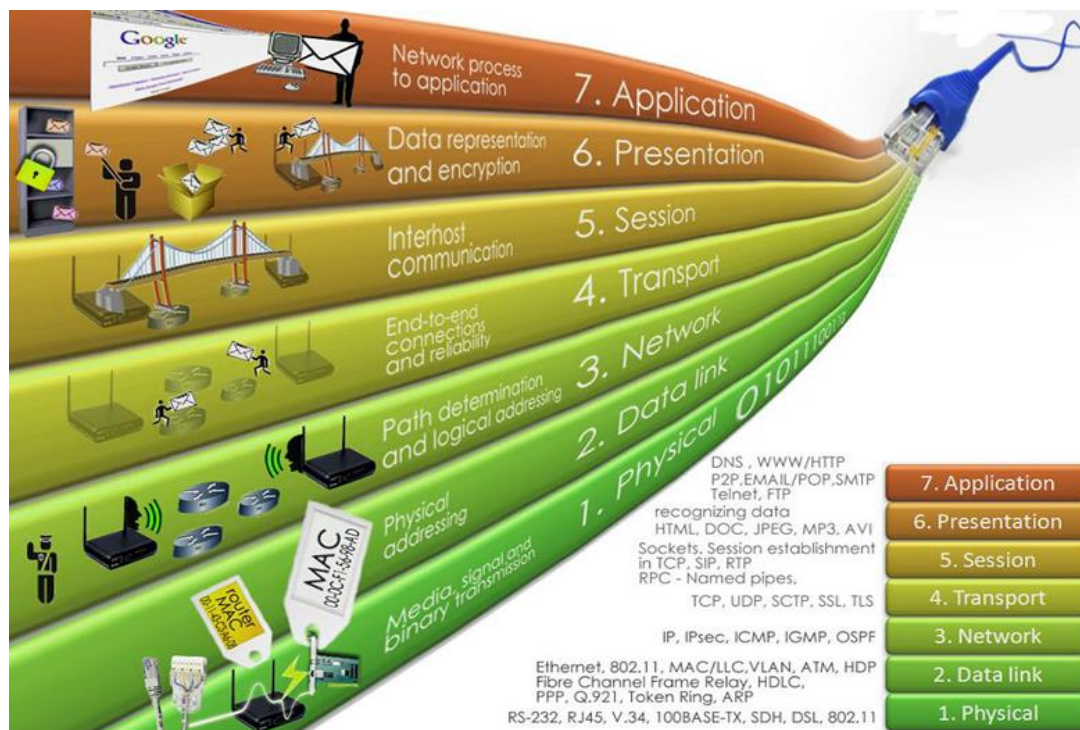 Google
Network process
to application
7. Application
Data representation
and encryption
6. Presentation
Interhost
communication
5. Session
End-to-end
connections
and reliability
4. Transport
Path determination
and logical addressing
3. Network
Physical
addressing
2. Data link
Media, signal and
binary transmission
1. Physical
010111100110
MAC
router
MAC
DNS , WWW/HTTP
P2P,EMAIL/POP,SMTP
Telnet, FTP
7. Application
recognizing data
HTML, DOC, JPEG, MP3, AVI
6. Presentation
Sockets. Session establishment
in TCP, SIP, RTP
RPC - Named pipes,
5. Session
TCP, UDP, SCTP, SSL, TLS
4. Transport
IP, IPsec, ICMP, IGMP, OSPF
3. Network
Ethernet, 802.11, MAC/LLC,VLAN, ATM, HDP
Fibre Channel Frame Relay, HDLC,
PPP, Q.921, Token Ring, ARP
2. Data link
RS-232, RJ45, V.34, 100BASE-TX, SDH, DSL, 802.11
1. Physical